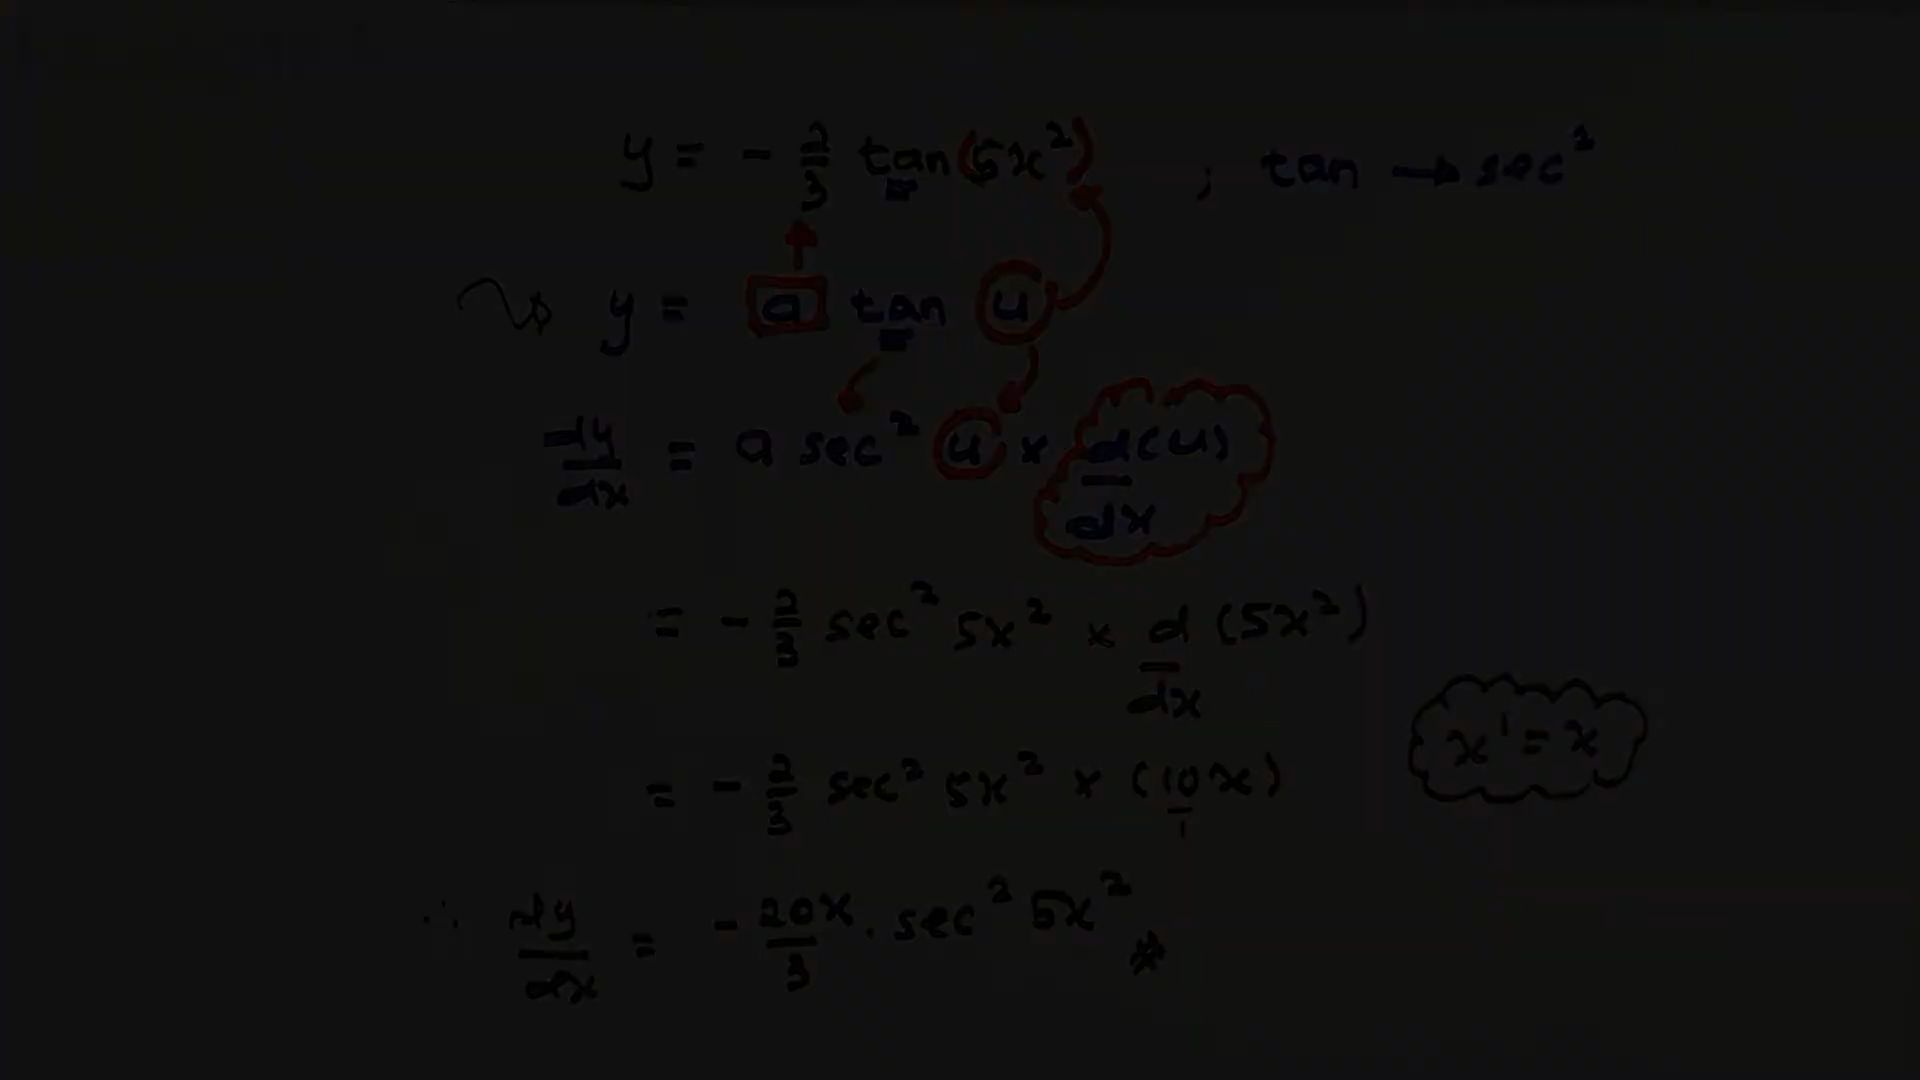 y = - 2/3 tan(5x²) ; tan → sec²
y = a tan u
dy/dx = a sec² u × d(u)/dx
= - 2/3 sec² 5x² × d/dx (5x²)
= - 2/3 sec² 5x² × (10x)/1
x¹ = x
∴ dy/dx = - 20x/3 . sec² 5x²